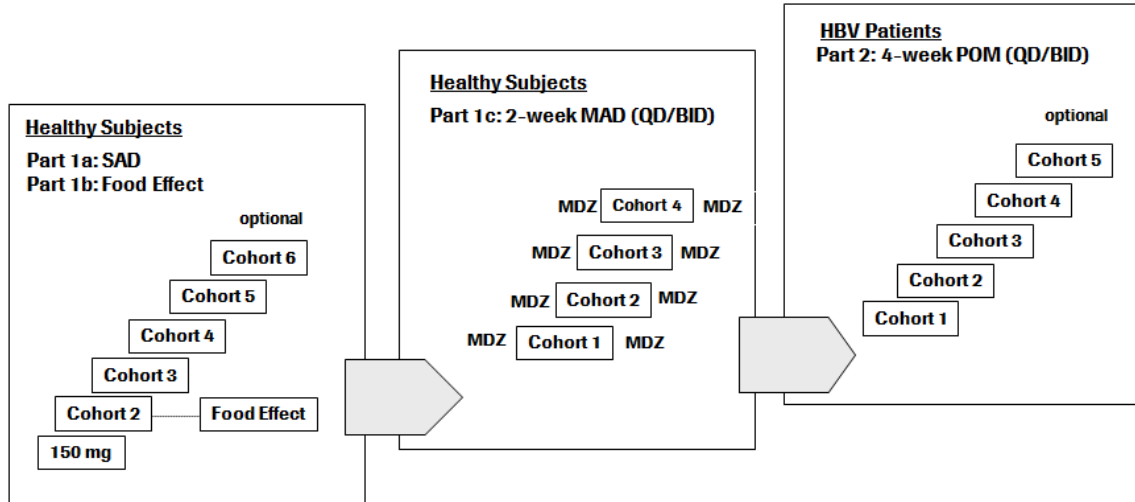 Healthy Subjects
Part 1a: SAD
Part 1b: Food Effect
optional
Cohort 6
Cohort 5
Cohort 4
Cohort 3
Cohort 2
Food Effect
150 mg
Healthy Subjects
Part 1c: 2-week MAD (QD/BID)
MDZ Cohort 4 MDZ
MDZ Cohort 3 MDZ
MDZ Cohort 2 MDZ
MDZ Cohort 1 MDZ
HBV Patients
Part 2: 4-week POM (QD/BID)
optional
Cohort 5
Cohort 4
Cohort 3
Cohort 2
Cohort 1